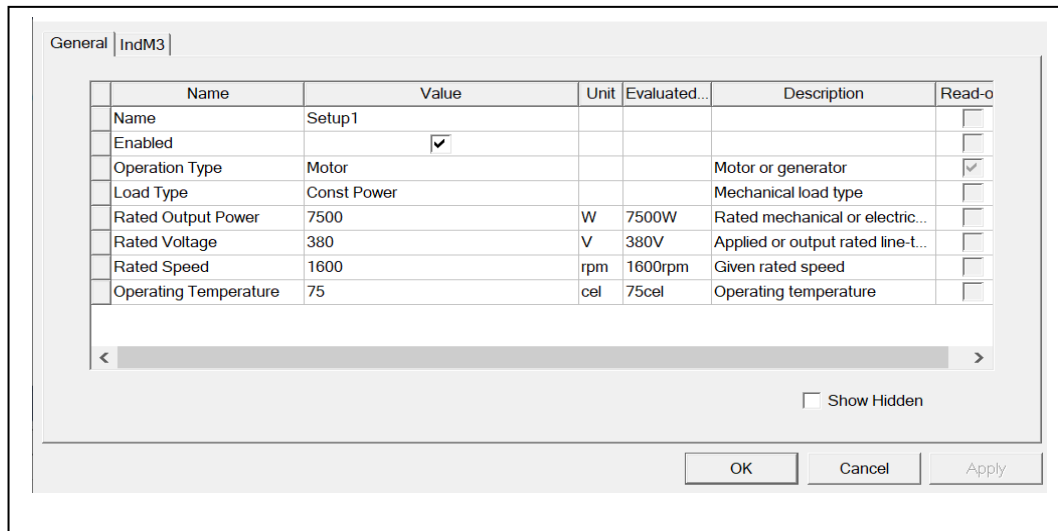 General IndM3
Name Value Unit Evaluated... Description Read-o
Name Setup1
Enabled
Operation Type Motor Motor or generator
Load Type Const Power Mechanical load type
Rated Output Power 7500 W 7500W Rated mechanical or electric...
Rated Voltage 380 V 380V Applied or output rated line-t...
Rated Speed 1600 rpm 1600rpm Given rated speed
Operating Temperature 75 cel 75cel Operating temperature
Show Hidden
OK Cancel Apply